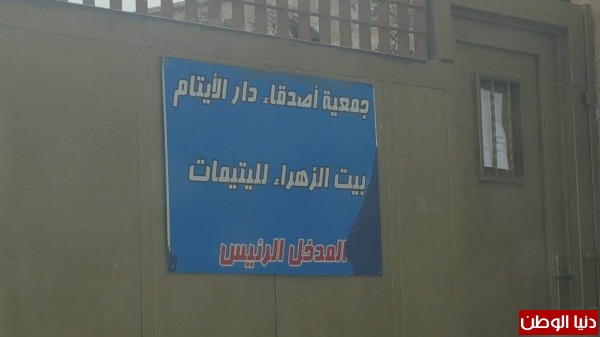 جمعية أصدقاء دار الأيتام
بيت الزهراء لليتيمات
المدخل الرئيس
دنيا الوطن